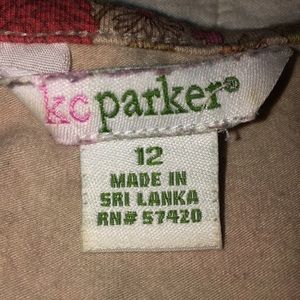 kc parker®
12
MADE IN
SRI LANKA
RN# 57420